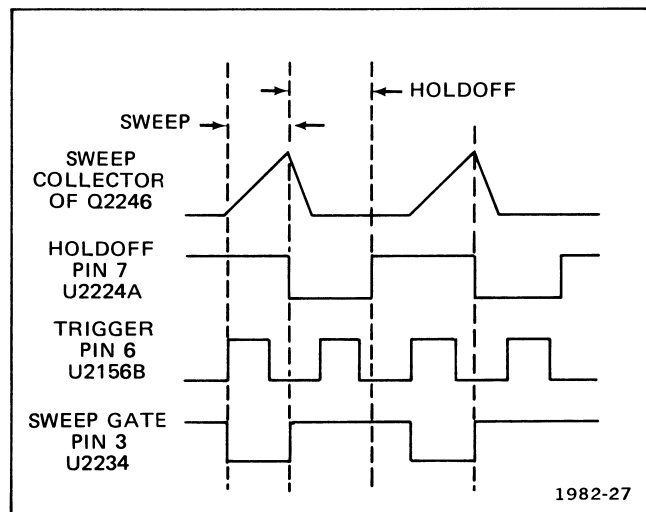 HOLDOFF
SWEEP
SWEEP
COLLECTOR
OF Q2246
HOLDOFF
PIN 7
U2224A
TRIGGER
PIN 6
U2156B
SWEEP GATE
PIN 3
U2234
1982-27